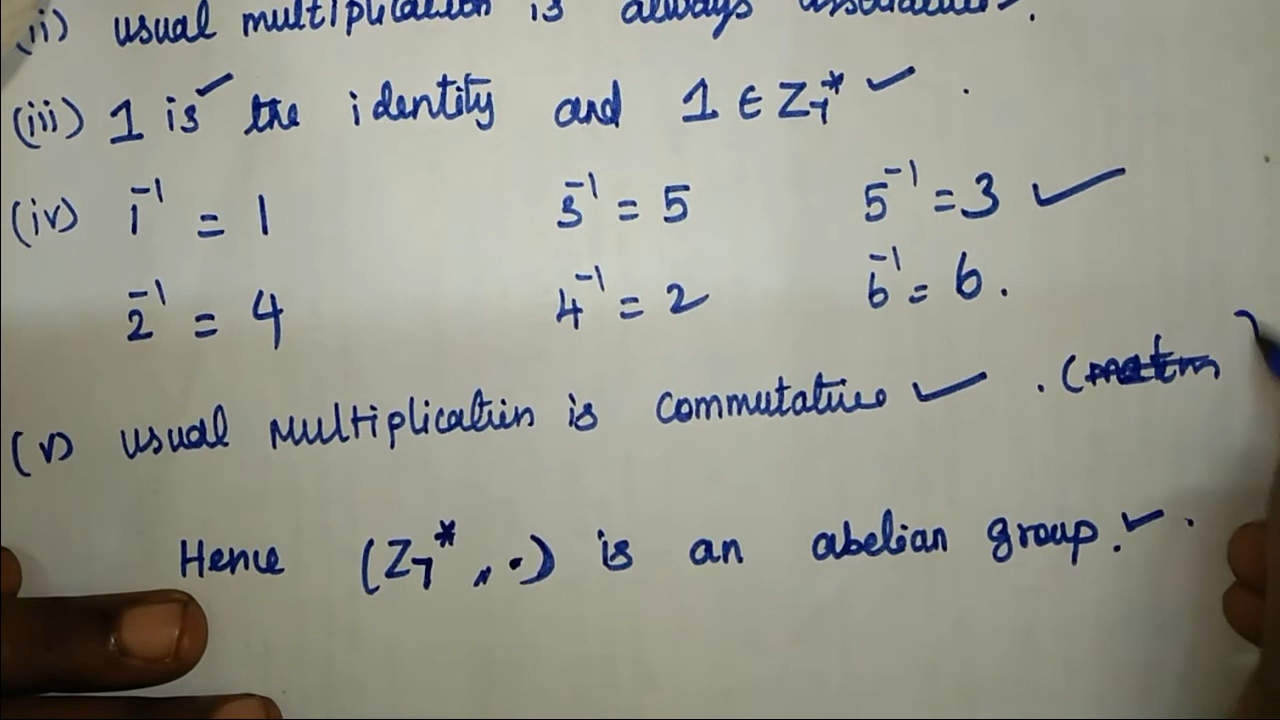 (ii) usual multiplication is always associative.
(iii) 1 is the identity and 1 ∈ Z₇* ✓ .
(iv) 1⁻¹ = 1 3⁻¹ = 5 5⁻¹ = 3 ✓
2⁻¹ = 4 4⁻¹ = 2 6⁻¹ = 6.
(v) usual multiplication is commutative ✓ . (
Hence (Z₇*, ·) is an abelian group. ✓ .